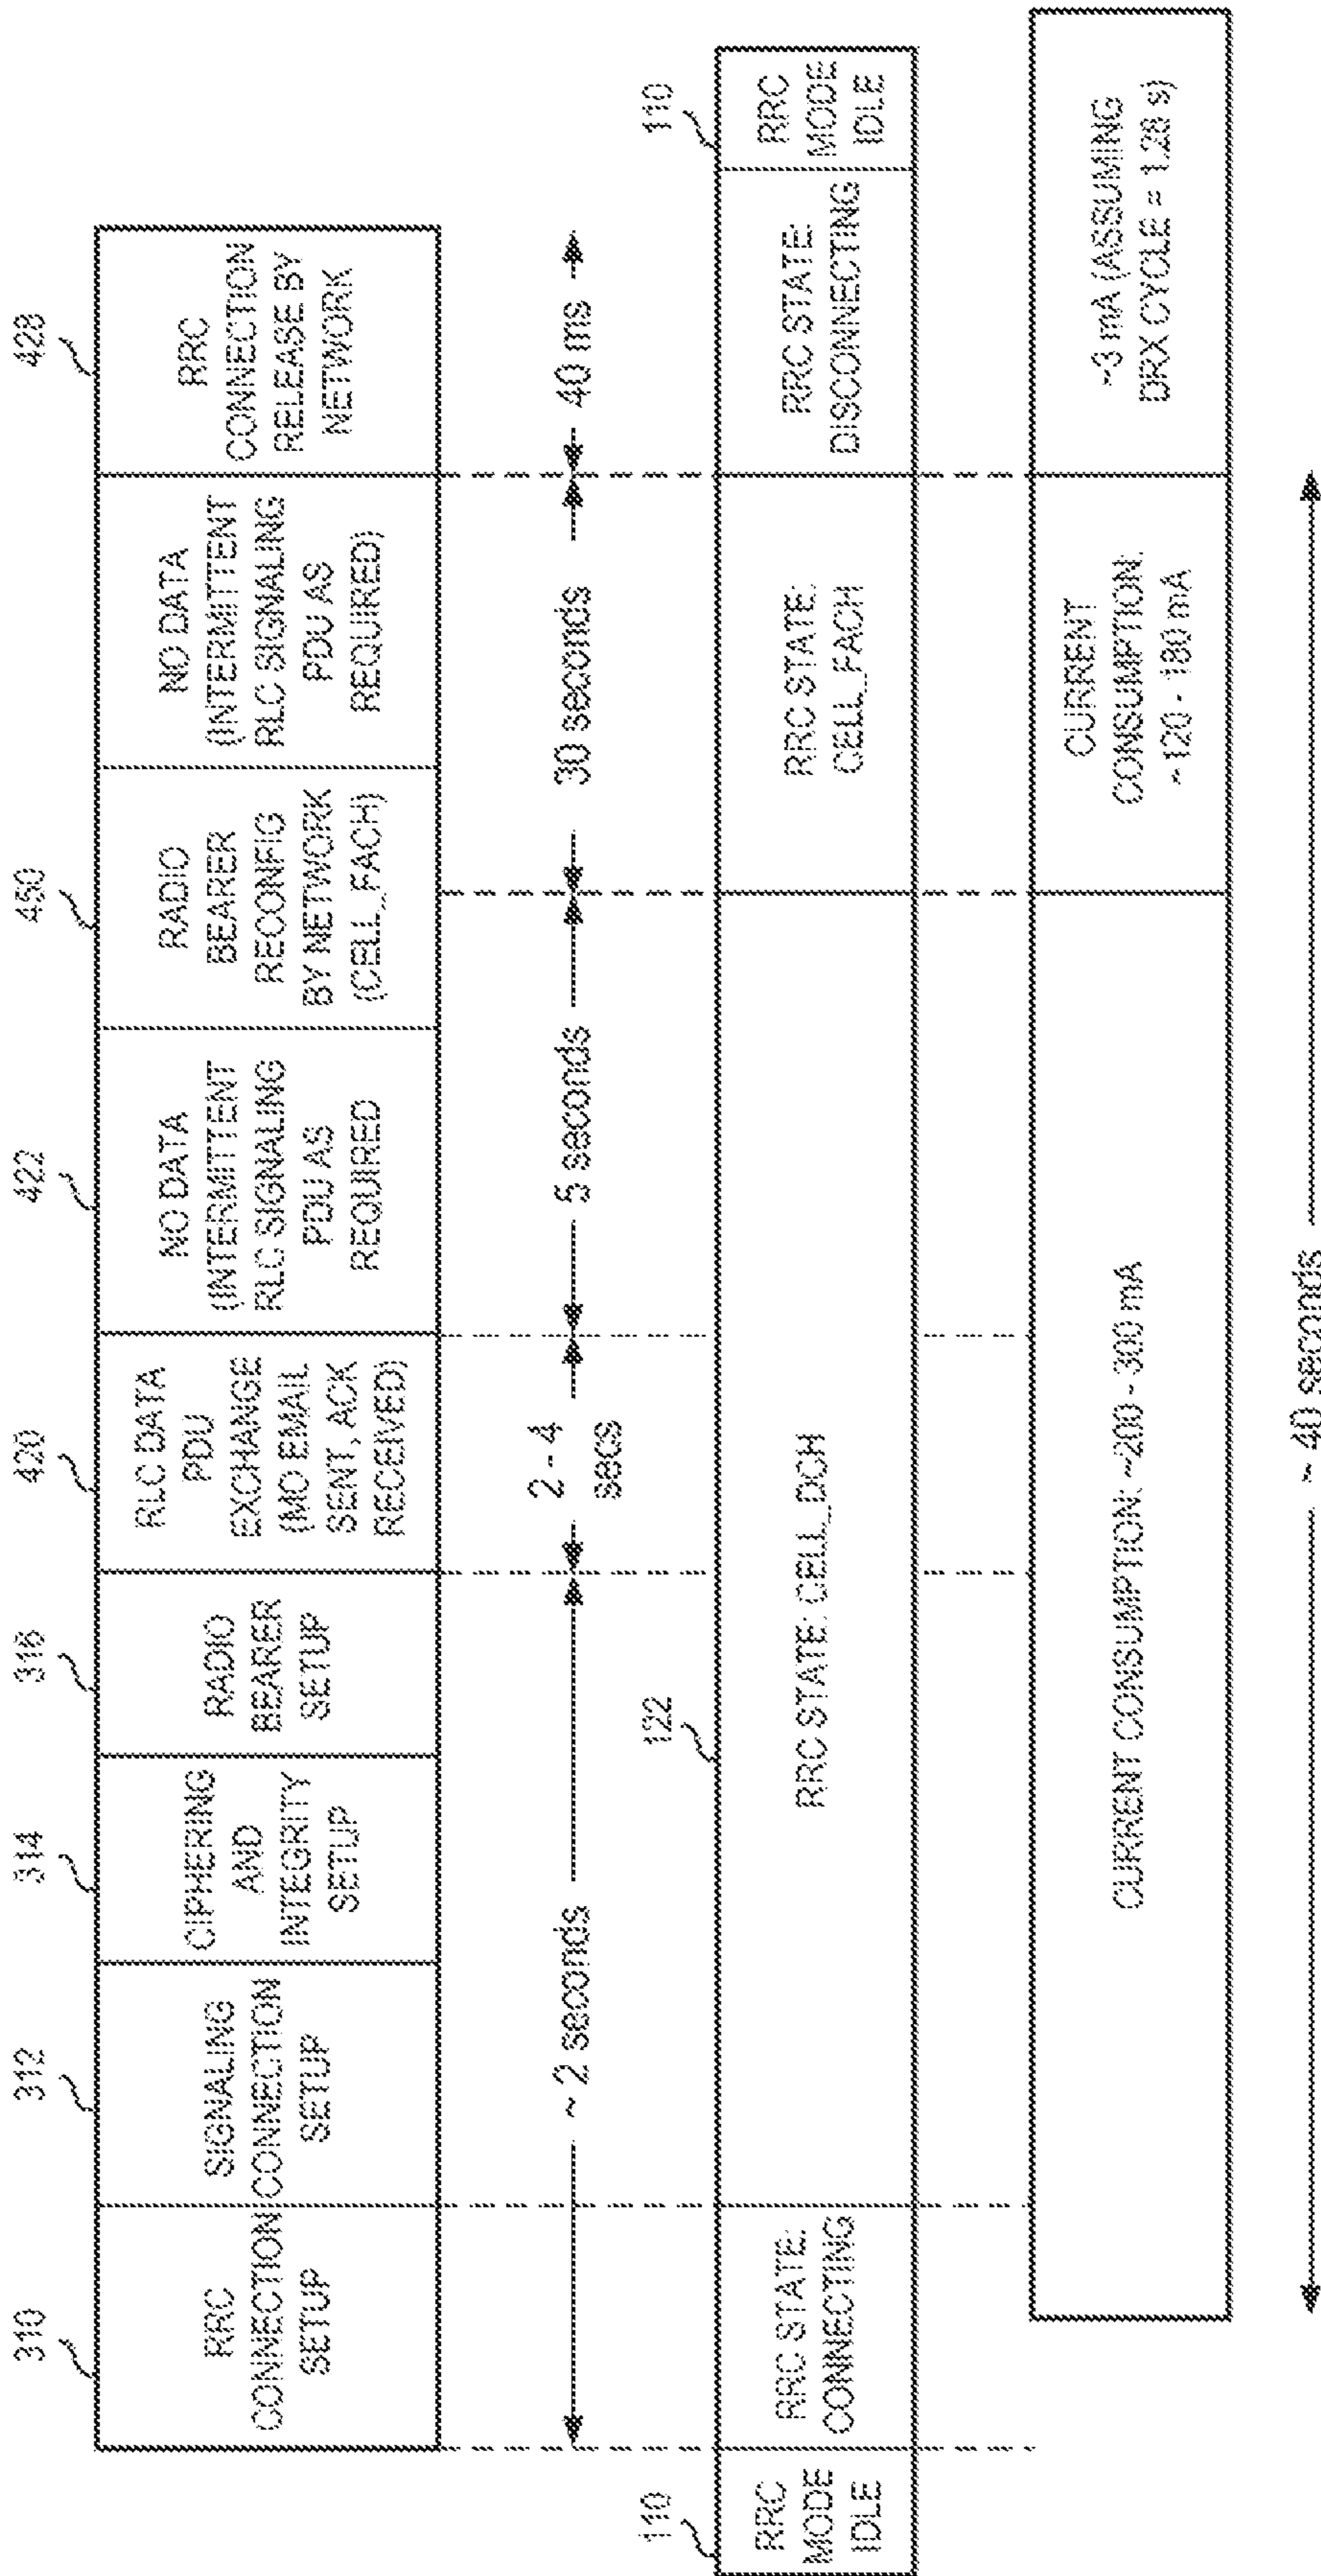 310
312
314
316
420
422
450
428
RRC
CONNECTION
SETUP
SIGNALING
CONNECTION
SETUP
CIPHERING
AND
INTEGRITY
SETUP
RADIO
BEARER
SETUP
RLC DATA
PDU
EXCHANGE
(MO EMAIL
SENT, ACK
RECEIVED)
NO DATA
(INTERMITTENT
RLC SIGNALING
PDU AS
REQUIRED
RADIO
BEARER
RECONFIG
BY NETWORK
(CELL_FACH)
NO DATA
(INTERMITTENT
RLC SIGNALING
PDU AS
REQUIRED)
RRC
CONNECTION
RELEASE BY
NETWORK
~ 2 seconds
2 - 4
secs
5 seconds
30 seconds
40 ms
110
122
110
RRC
MODE
IDLE
RRC STATE:
CONNECTING
RRC STATE: CELL_DCH
RRC STATE:
CELL_FACH
RRC STATE:
DISCONNECTING
RRC
MODE
IDLE
CURRENT CONSUMPTION: ~200 - 300 mA
CURRENT
CONSUMPTION:
~120 - 180 mA
~3 mA (ASSUMING
DRX CYCLE = 1.28 s)
~ 40 seconds